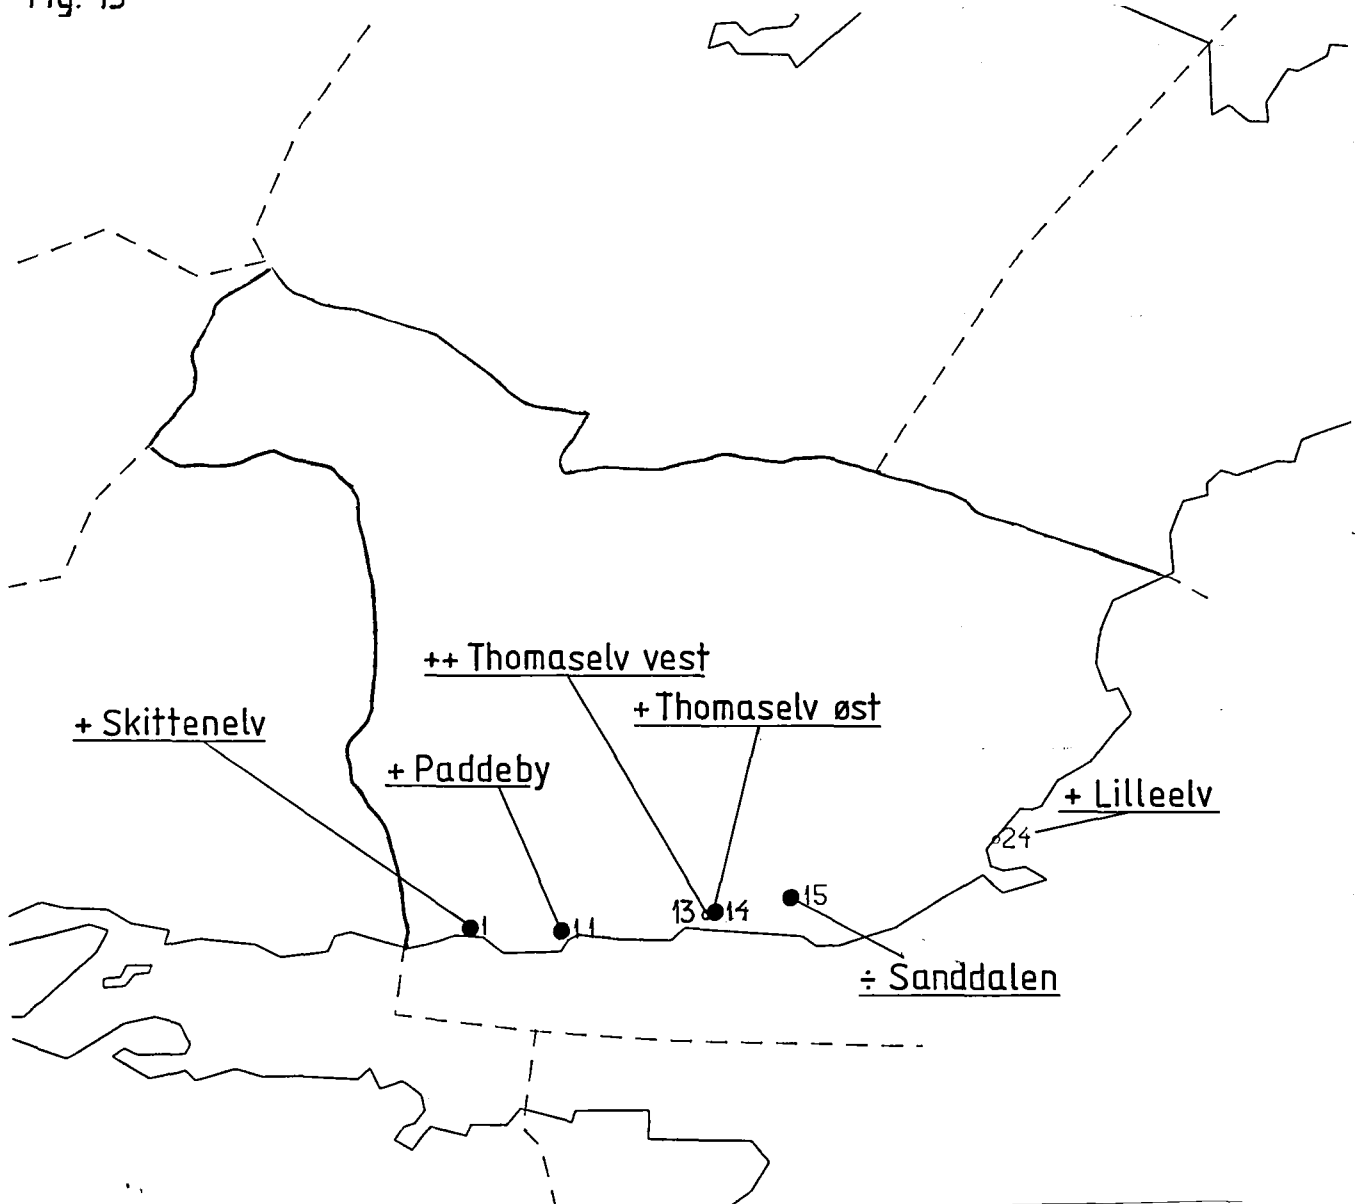 Fig. 13
++ Thomaselv vest
+ Thomaselv øst
+ Skittenelv
+ Paddeby
+ Lilleelv
24
15
13
14
1
11
÷ Sanddalen